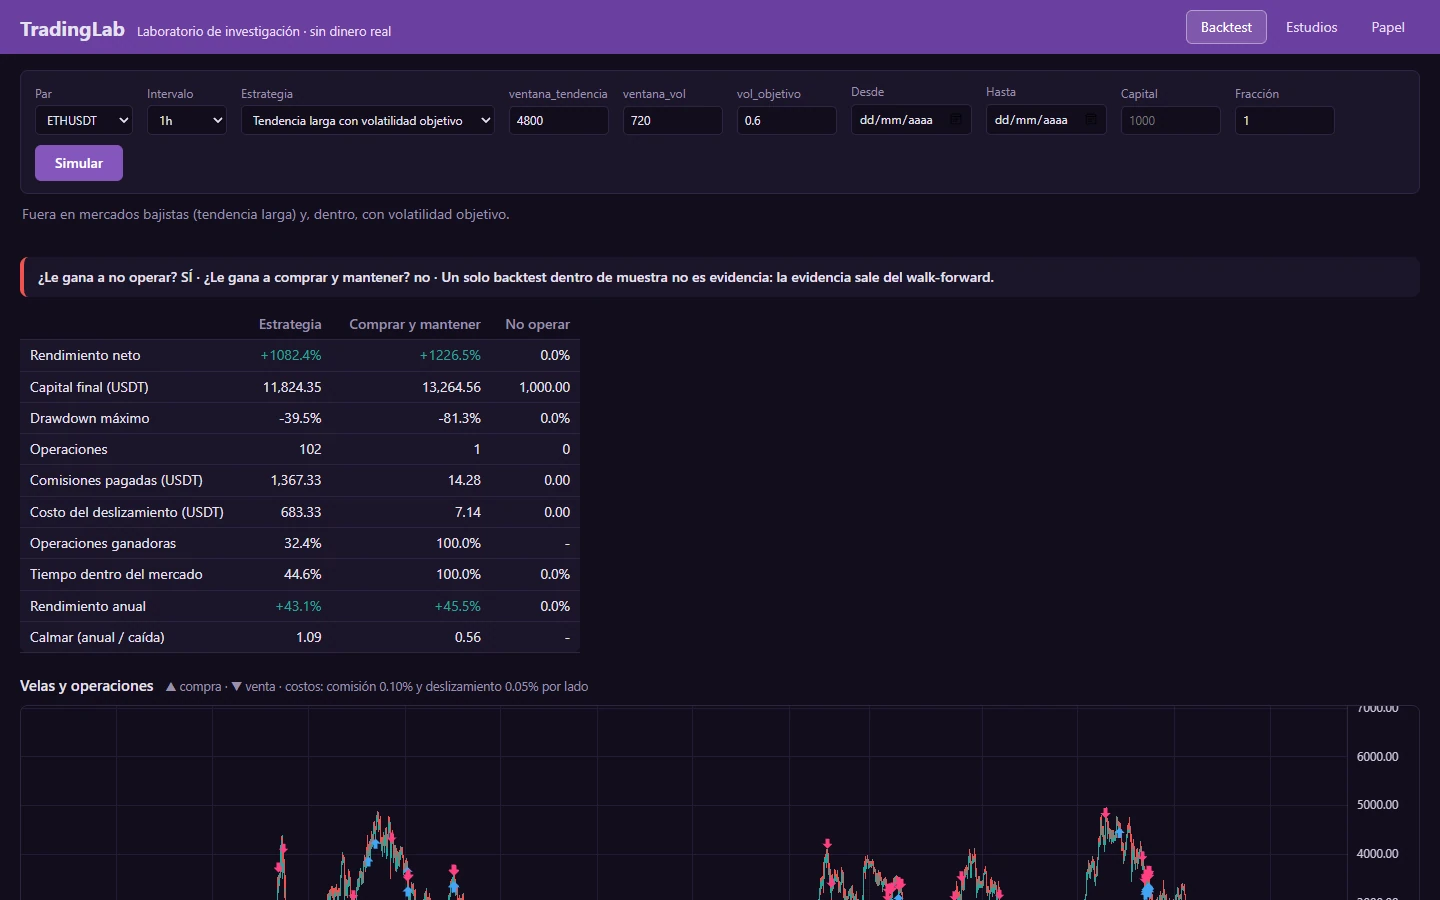 TradingLab Laboratorio de investigación · sin dinero real Backtest Estudios Papel
Par Intervalo Estrategia ventana_tendencia ventana_vol vol_objetivo Desde Hasta Capital Fracción
ETHUSDT 1h Tendencia larga con volatilidad objetivo 4800 720 0.6 dd/mm/aaaa dd/mm/aaaa 1000 1
Simular
Fuera en mercados bajistas (tendencia larga) y, dentro, con volatilidad objetivo.
¿Le gana a no operar? SÍ · ¿Le gana a comprar y mantener? no · Un solo backtest dentro de muestra no es evidencia: la evidencia sale del walk-forward.
Estrategia Comprar y mantener No operar
Rendimiento neto +1082.4% +1226.5% 0.0%
Capital final (USDT) 11,824.35 13,264.56 1,000.00
Drawdown máximo -39.5% -81.3% 0.0%
Operaciones 102 1 0
Comisiones pagadas (USDT) 1,367.33 14.28 0.00
Costo del deslizamiento (USDT) 683.33 7.14 0.00
Operaciones ganadoras 32.4% 100.0% -
Tiempo dentro del mercado 44.6% 100.0% 0.0%
Rendimiento anual +43.1% +45.5% 0.0%
Calmar (anual / caída) 1.09 0.56 -
Velas y operaciones ▲ compra · ▼ venta · costos: comisión 0.10% y deslizamiento 0.05% por lado
7000.00
6000.00
5000.00
4000.00